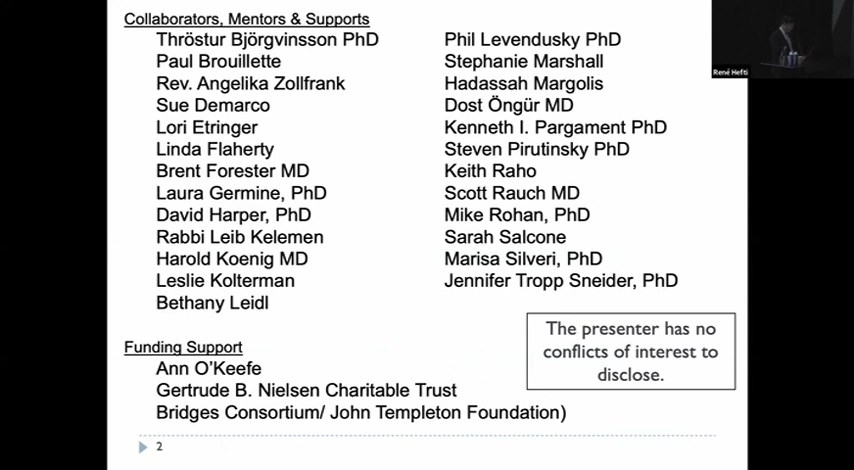 Collaborators, Mentors & Supports
Thröstur Björgvinsson PhD
Paul Brouillette
Rev. Angelika Zollfrank
Sue Demarco
Lori Etringer
Linda Flaherty
Brent Forester MD
Laura Germine, PhD
David Harper, PhD
Rabbi Leib Kelemen
Harold Koenig MD
Leslie Kolterman
Bethany Leidl
Phil Levendusky PhD
Stephanie Marshall
Hadassah Margolis
Dost Öngür MD
Kenneth I. Pargament PhD
Steven Pirutinsky PhD
Keith Raho
Scott Rauch MD
Mike Rohan, PhD
Sarah Salcone
Marisa Silveri, PhD
Jennifer Tropp Sneider, PhD
The presenter has no
conflicts of interest to
disclose.
Funding Support
Ann O'Keefe
Gertrude B. Nielsen Charitable Trust
Bridges Consortium/ John Templeton Foundation)
2
René Hefti